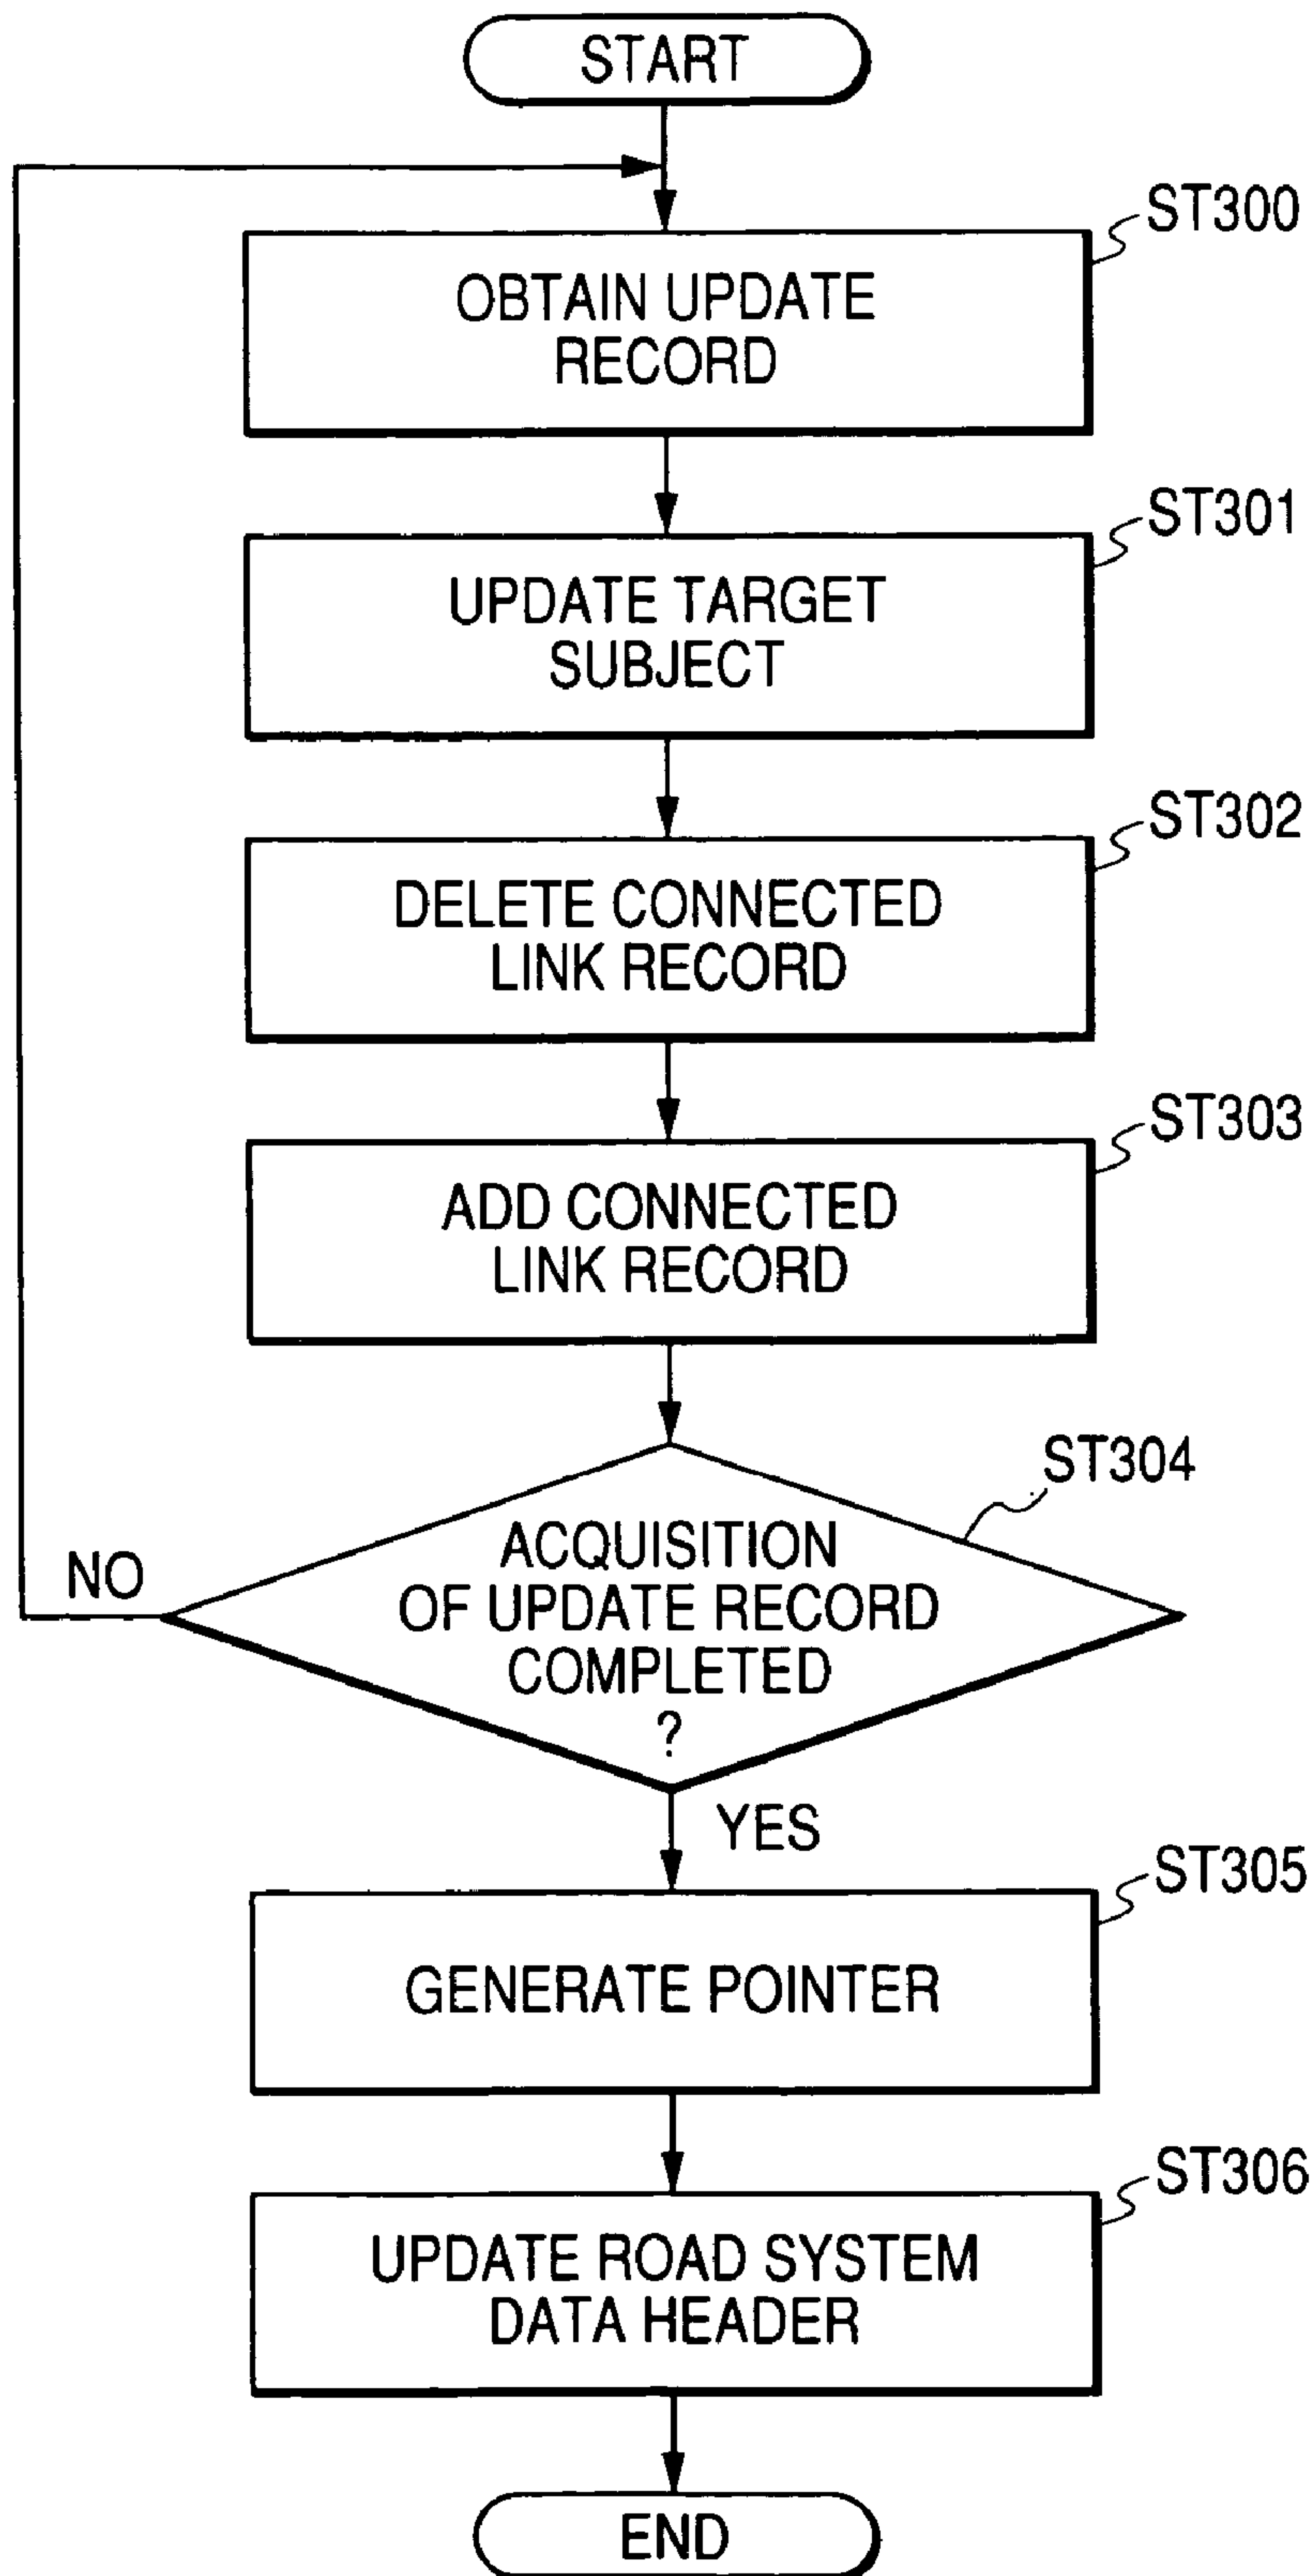 START
ST300
OBTAIN UPDATE
RECORD
ST301
UPDATE TARGET
SUBJECT
ST302
DELETE CONNECTED
LINK RECORD
ST303
ADD CONNECTED
LINK RECORD
ST304
ACQUISITION
OF UPDATE RECORD
COMPLETED
?
NO
YES
ST305
GENERATE POINTER
ST306
UPDATE ROAD SYSTEM
DATA HEADER
END